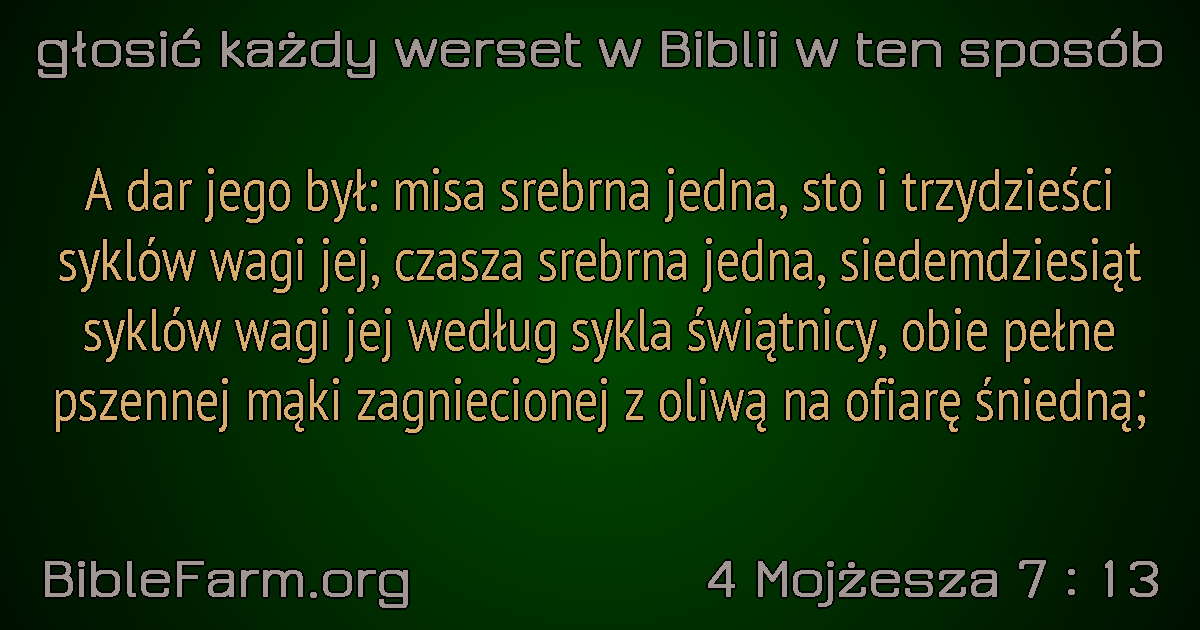 głosić każdy werset w Biblii w ten sposób
A dar jego był: misa srebrna jedna, sto i trzydzieści
syklów wagi jej, czasza srebrna jedna, siedemdziesiąt
syklów wagi jej według sykla świątnicy, obie pełne
pszennej mąki zagniecionej z oliwą na ofiarę śniedną;
BibleFarm.org
4 Mojżesza 7 : 13